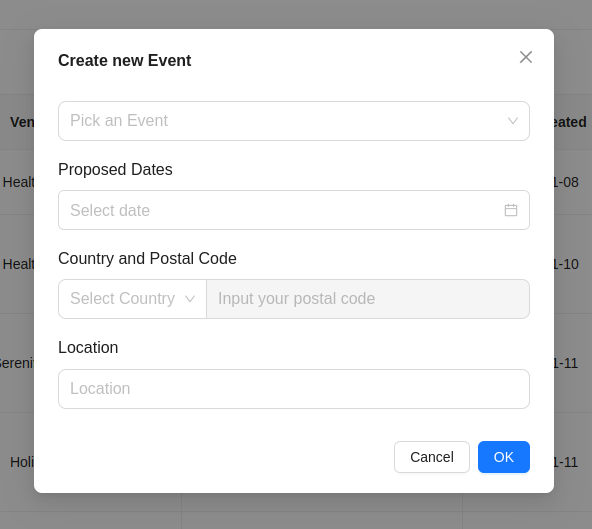 Create new Event
Pick an Event
Proposed Dates
Select date
Country and Postal Code
Select Country Input your postal code
Location
Location
Cancel OK
Ven
eated
Healt
1-08
Healt
1-10
Sereni
1-11
Holi
1-11